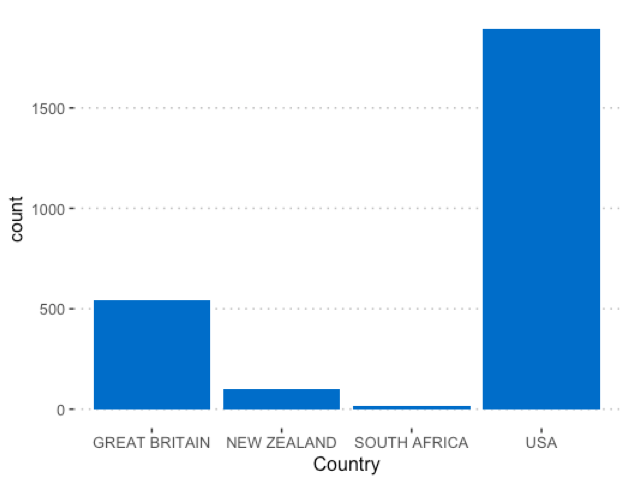 1500
1000
500
0
count
GREAT BRITAIN NEW ZEALAND SOUTH AFRICA USA
Country